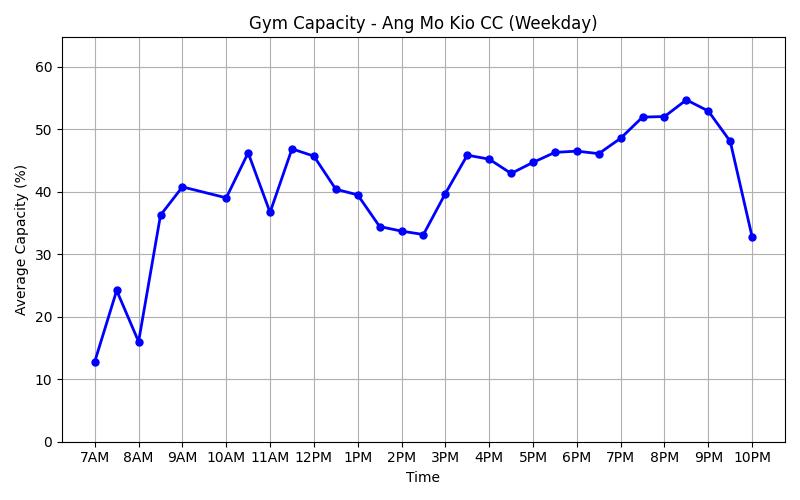 Gym Capacity - Ang Mo Kio CC (Weekday)
Average Capacity (%)
60
50
40
30
20
10
0
7AM 8AM 9AM 10AM 11AM 12PM 1PM 2PM 3PM 4PM 5PM 6PM 7PM 8PM 9PM 10PM
Time